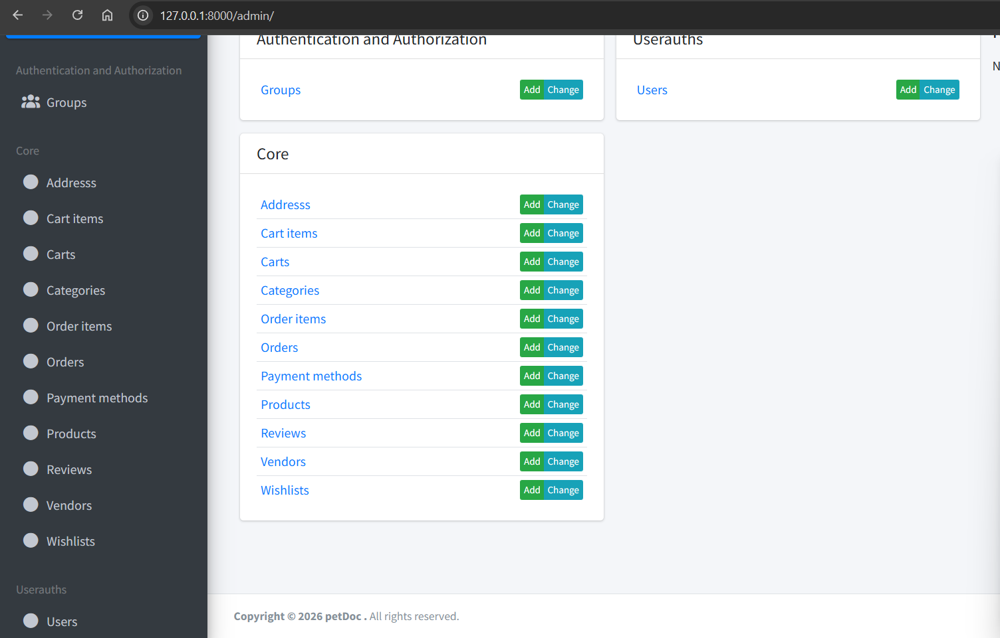 127.0.0.1:8000/admin/
Authentication and Authorization
Groups
Core
Addresss
Cart items
Carts
Categories
Order items
Orders
Payment methods
Products
Reviews
Vendors
Wishlists
Userauths
Users
Authentication and Authorization
Groups Add Change
Userauths
Users Add Change
Core
Addresss Add Change
Cart items Add Change
Carts Add Change
Categories Add Change
Order items Add Change
Orders Add Change
Payment methods Add Change
Products Add Change
Reviews Add Change
Vendors Add Change
Wishlists Add Change
Copyright © 2026 petDoc . All rights reserved.